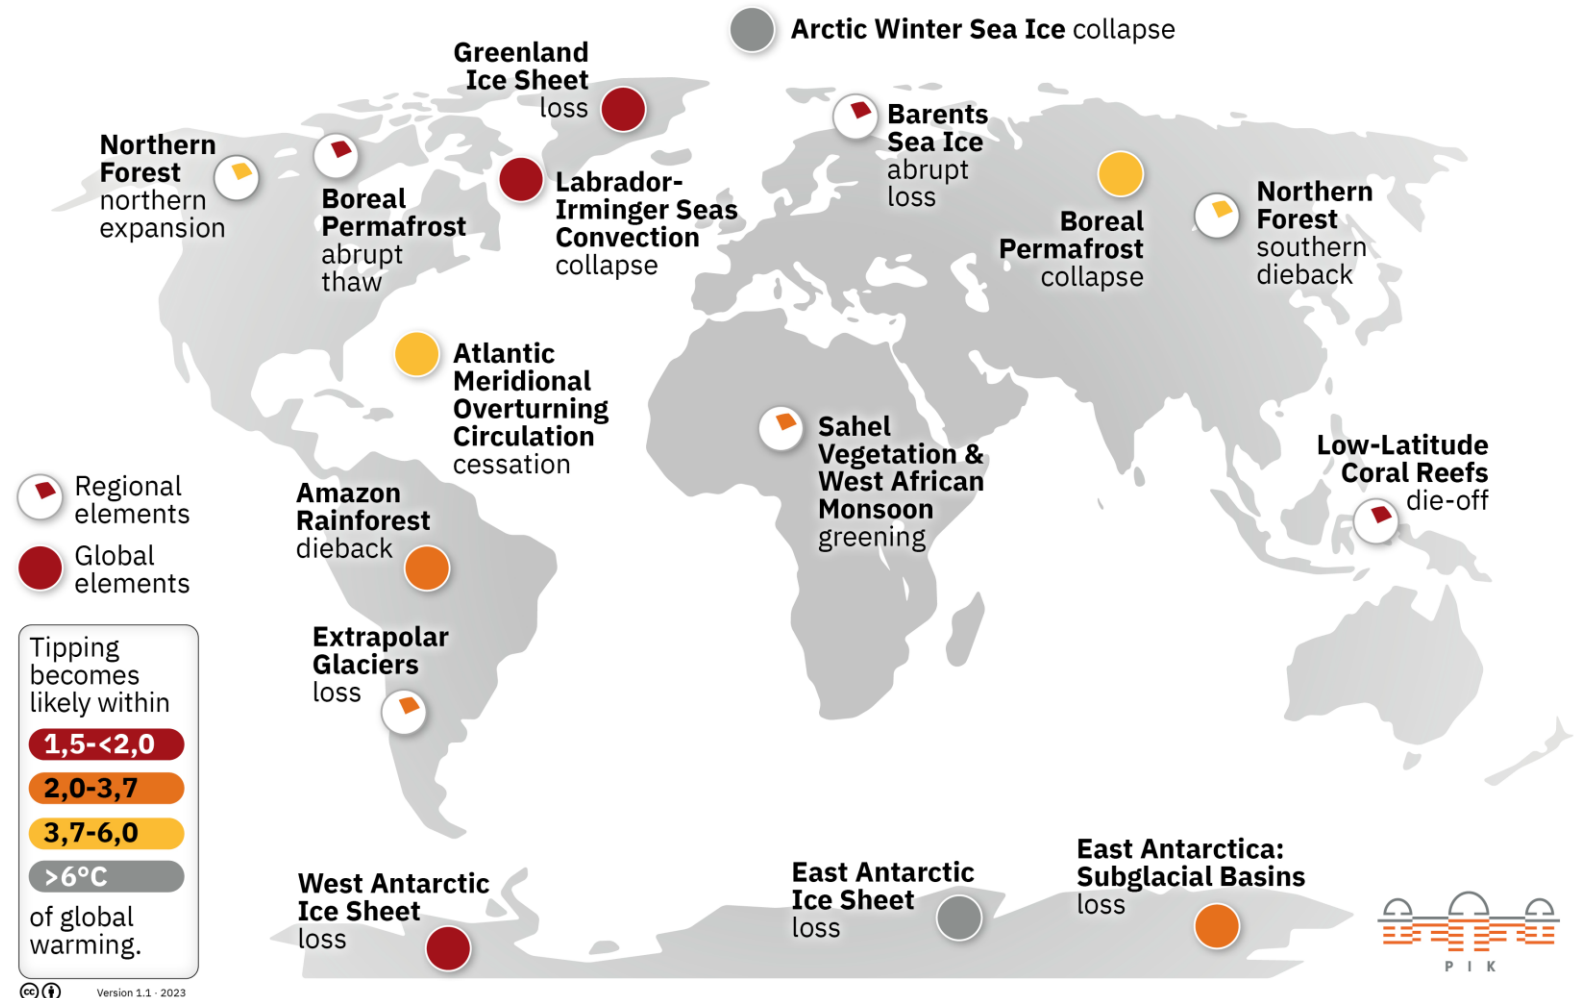 Arctic Winter Sea Ice collapse
Greenland
Ice Sheet
loss
Barents
Sea Ice
abrupt
loss
Northern
Forest
northern
expansion
Boreal
Permafrost
abrupt
thaw
Labrador-
Irminger Seas
Convection
collapse
Boreal
Permafrost
collapse
Northern
Forest
southern
dieback
Atlantic
Meridional
Overturning
Circulation
cessation
Sahel
Vegetation &
West African
Monsoon
greening
Low-Latitude
Coral Reefs
die-off
Regional
elements
Global
elements
Amazon
Rainforest
dieback
Extrapolar
Glaciers
loss
Tipping
becomes
likely within
1,5-<2,0
2,0-3,7
3,7-6,0
>6°C
of global
warming.
West Antarctic
Ice Sheet
loss
East Antarctic
Ice Sheet
loss
East Antarctica:
Subglacial Basins
loss
P I K
cc
Version 1.1 · 2023